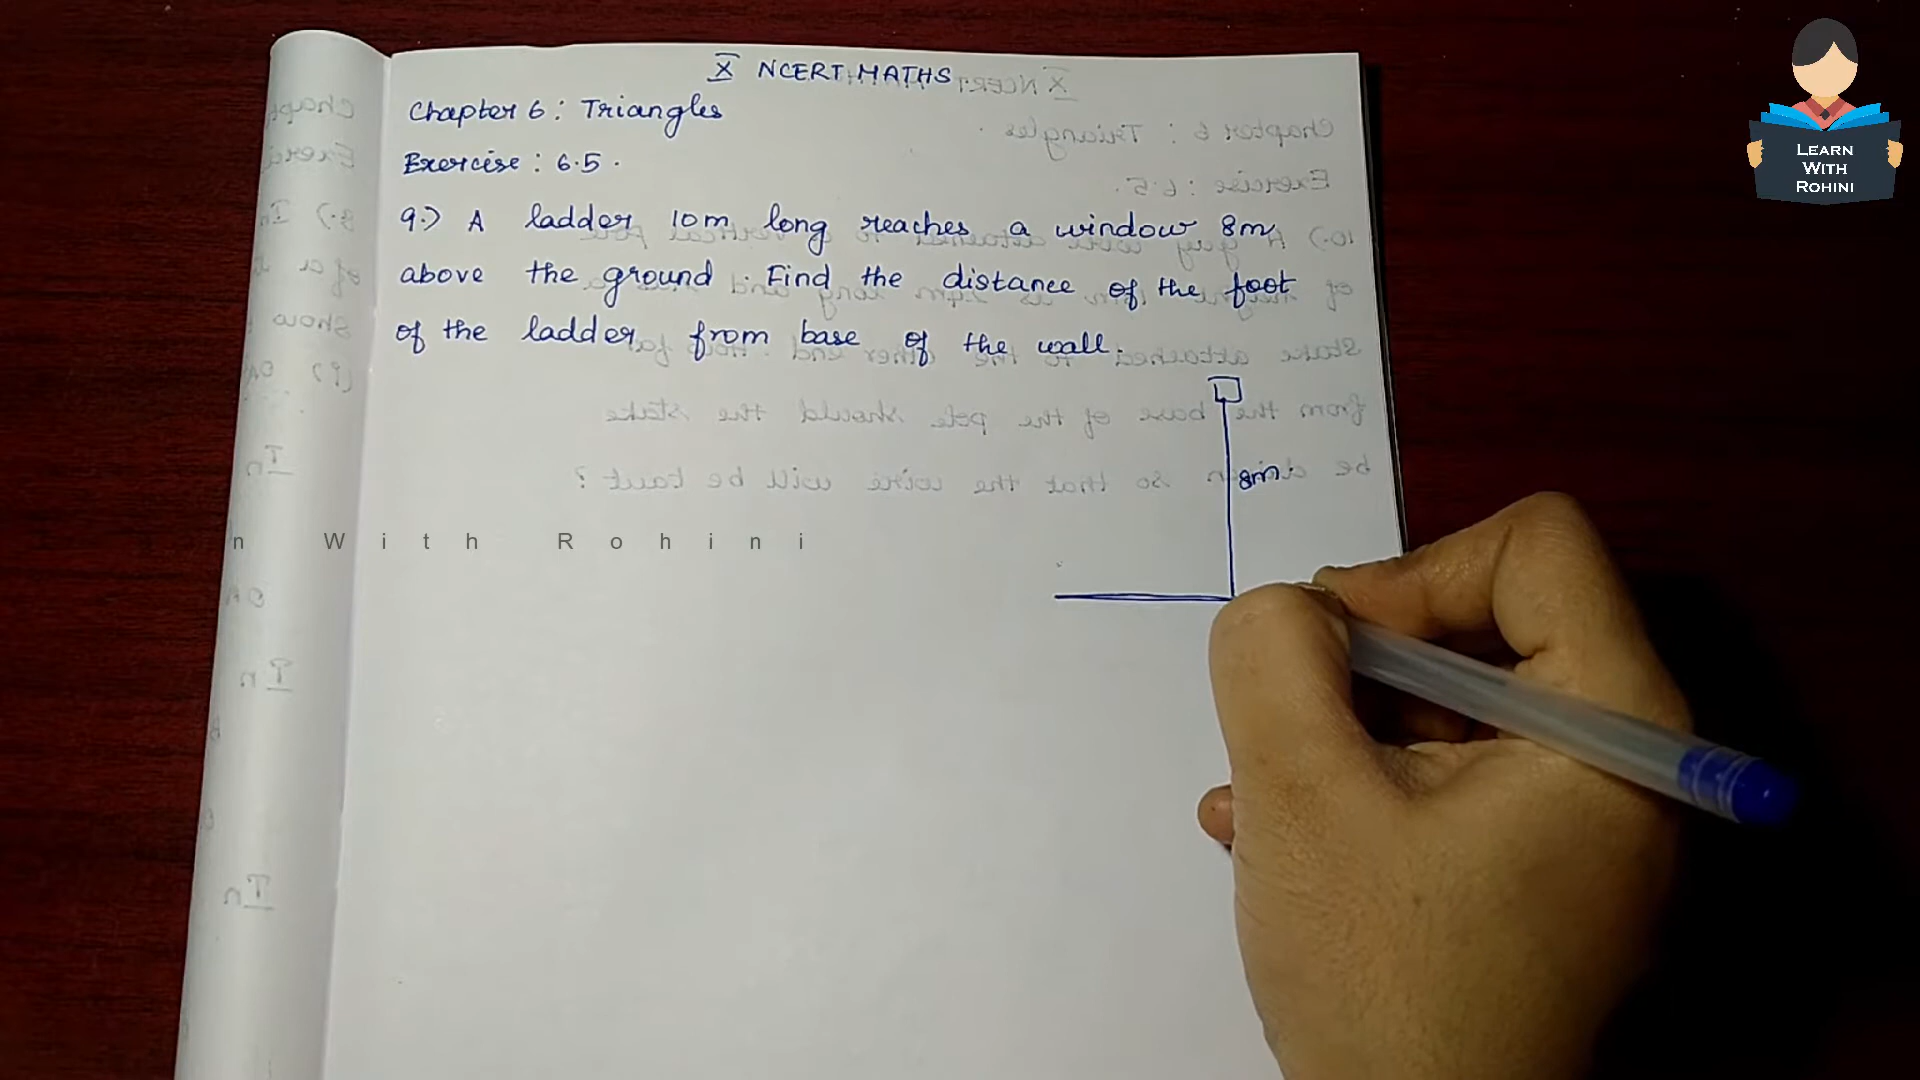 X NCERT MATHS
Chapter 6 : Triangles
Exercise : 6.5 .
9.) A ladder 10m long reaches a window 8m
above the ground . Find the distance of the foot
of the ladder from base of the wall.
8m
n With Rohini
LEARN
WITH
ROHINI